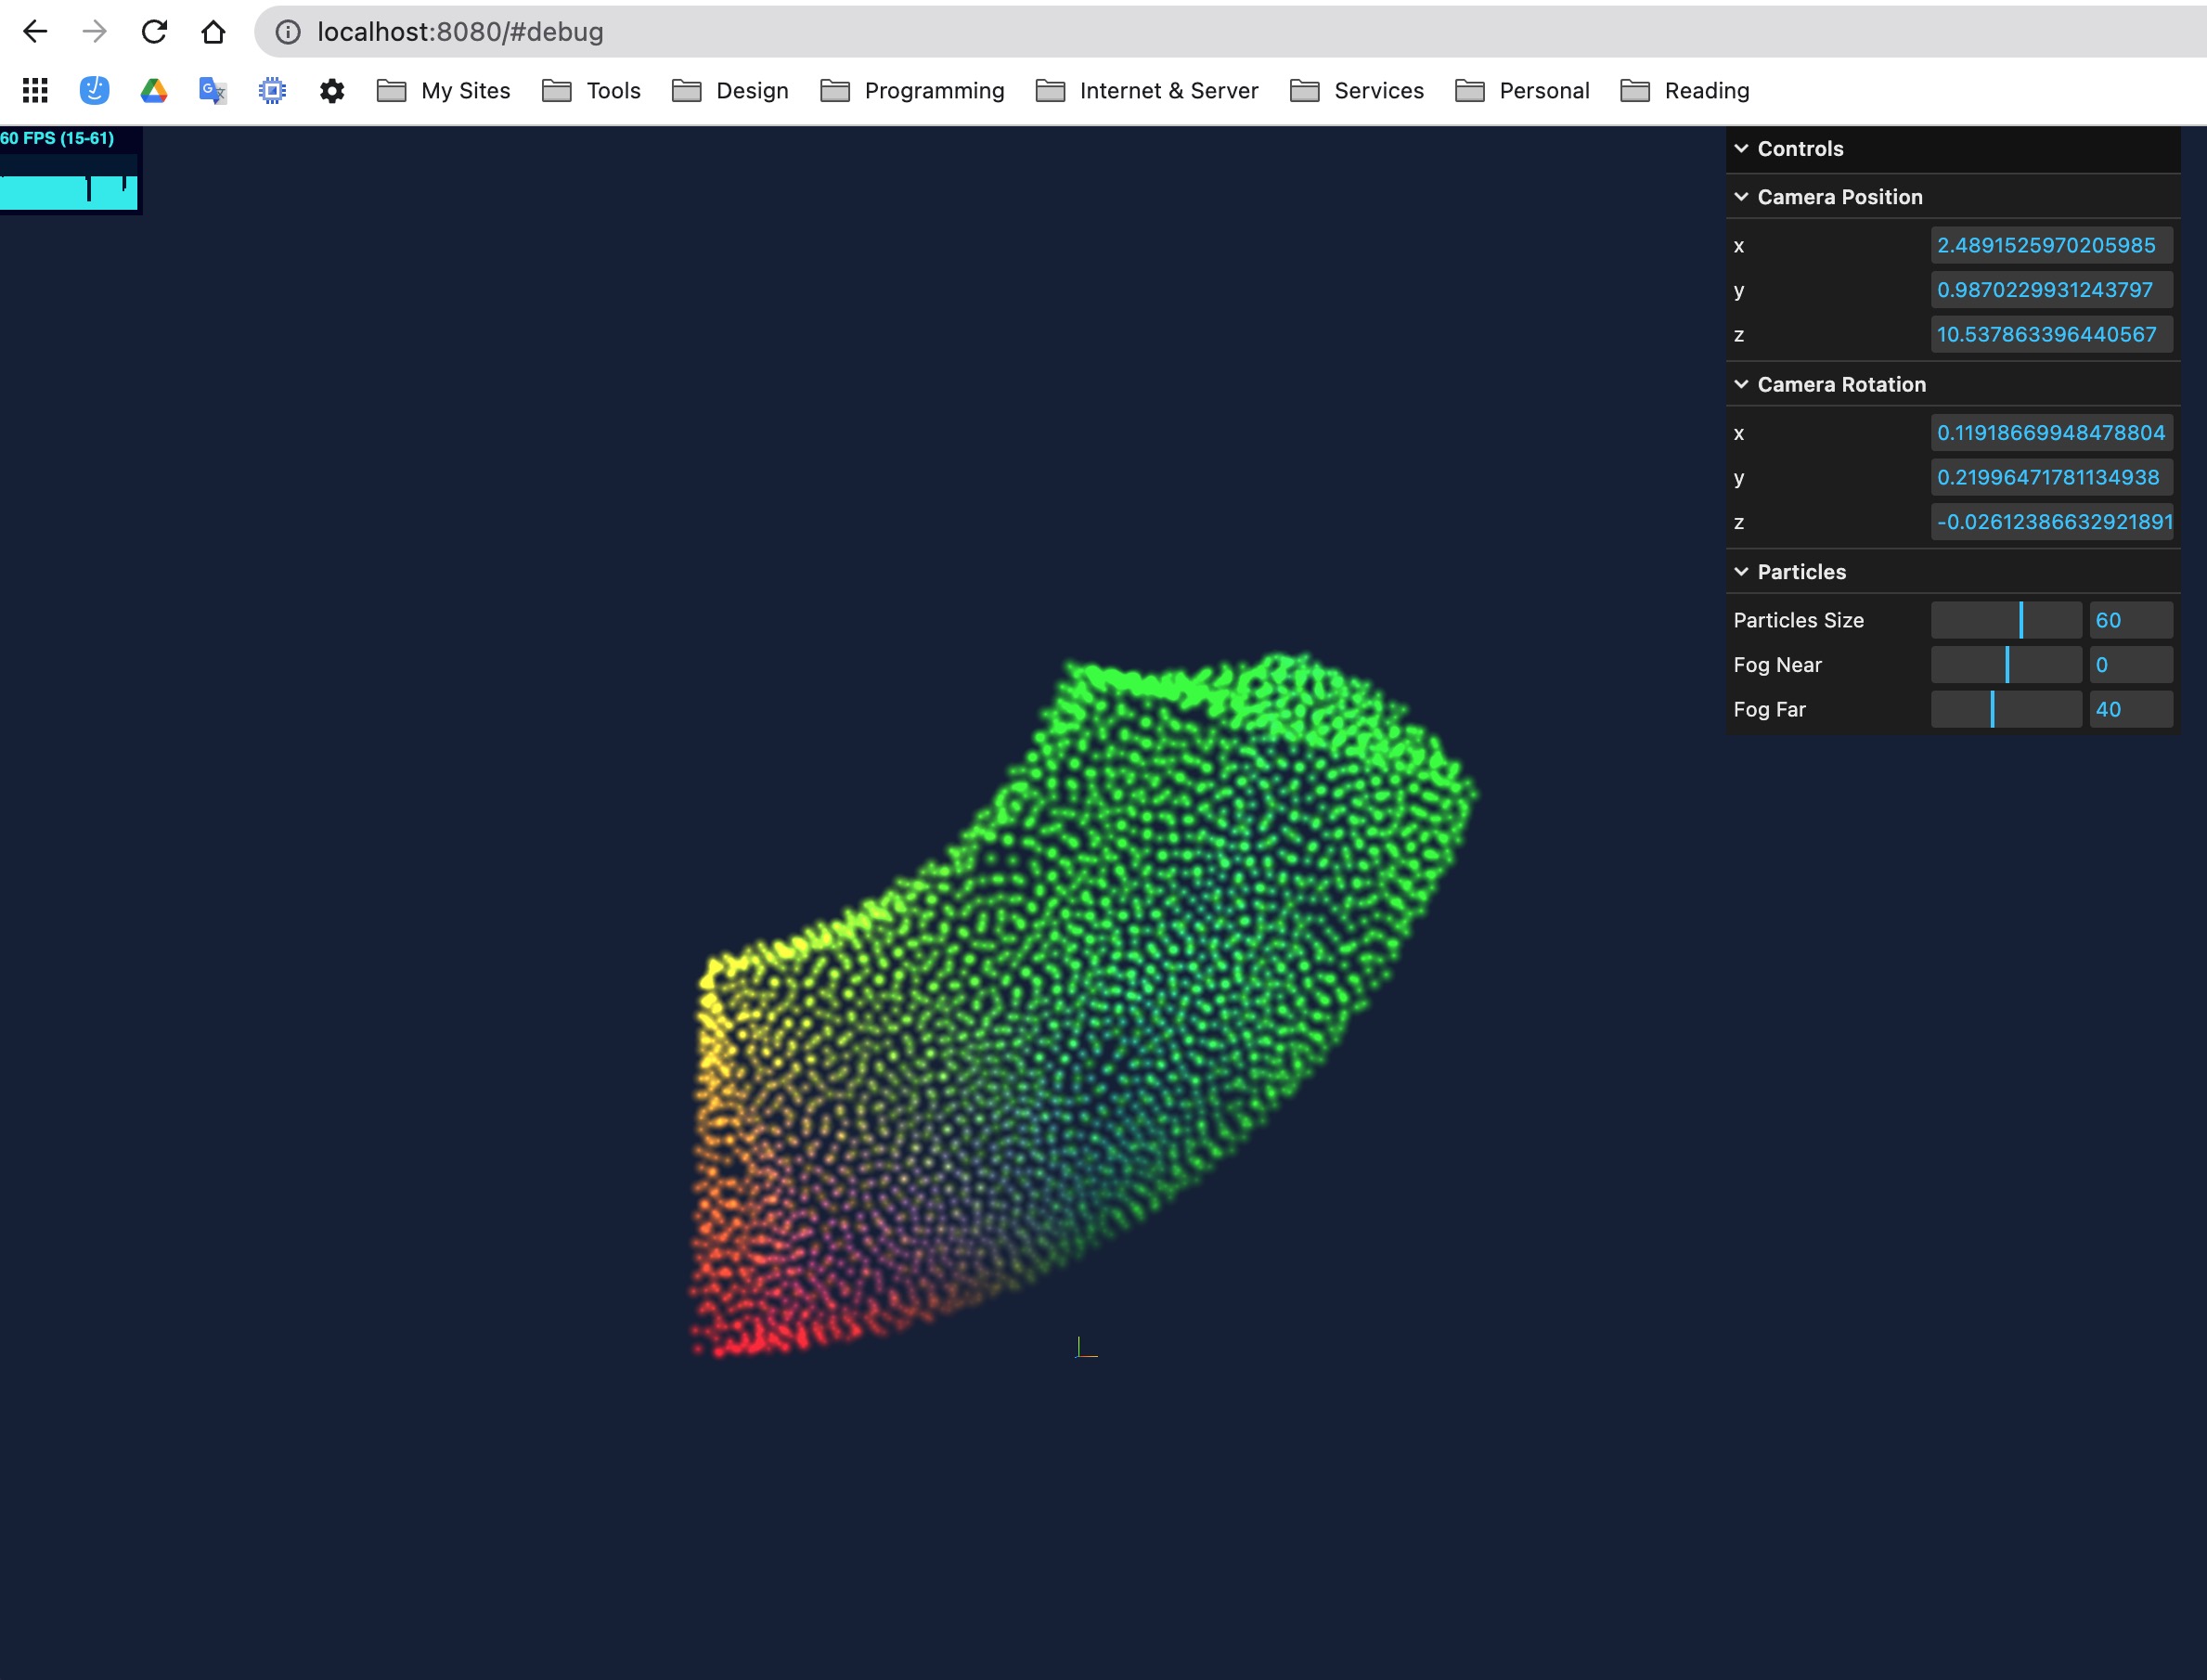 localhost:8080/#debug
My Sites Tools Design Programming Internet & Server Services Personal Reading
60 FPS (15-61)
Controls
Camera Position
x 2.4891525970205985
y 0.9870229931243797
z 10.537863396440567
Camera Rotation
x 0.11918669948478804
y 0.21996471781134938
z -0.02612386632921891
Particles
Particles Size 60
Fog Near 0
Fog Far 40